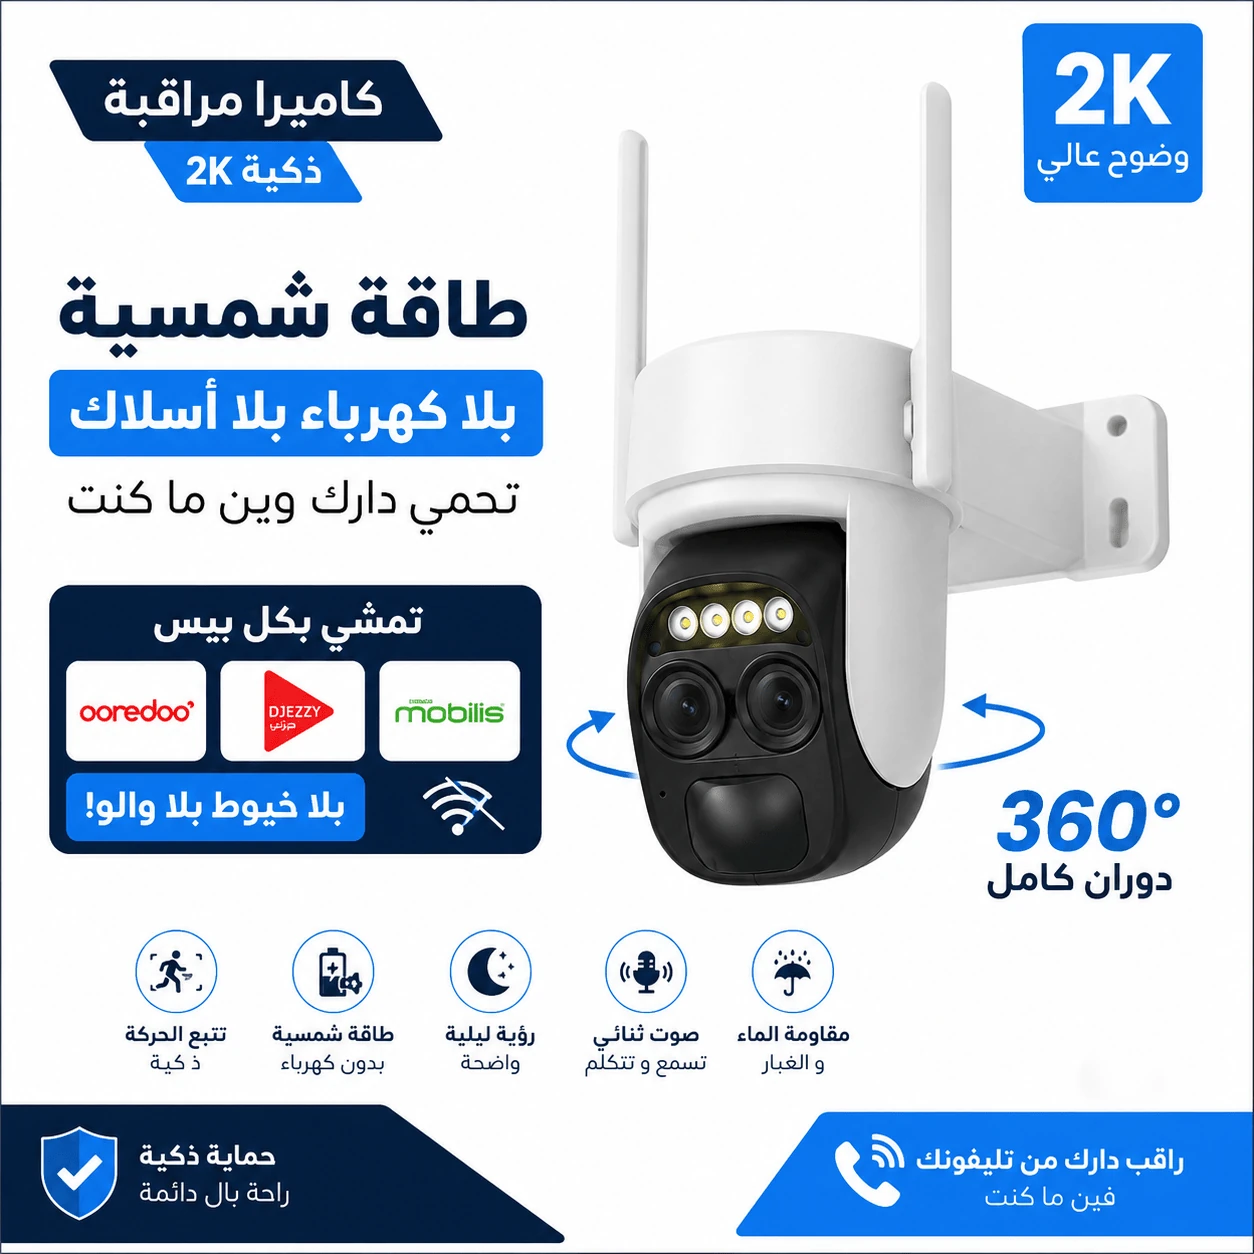 كاميرا مراقبة
ذكية 2K
2K
وضوح عالي
طاقة شمسية
بلا كهرباء بلا أسلاك
تحمي دارك وين ما كنت
تمشي بكل بيس
ooredoo
DJEZZY
جازي
mobilis
بلا خيوط بلا والو!
360°
دوران كامل
مقاومة الماء
و الغبار
صوت ثنائي
تسمع و تتكلم
رؤية ليلية
واضحة
طاقة شمسية
بدون كهرباء
تتبع الحركة
ذ كية
راقب دارك من تليفونك
فين ما كنت
حماية ذكية
راحة بال دائمة